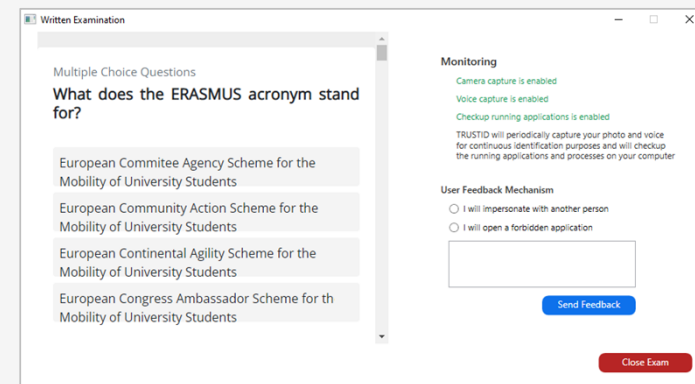 Written Examination
Multiple Choice Questions
What does the ERASMUS acronym stand
for?
European Commitee Agency Scheme for the
Mobility of University Students
European Community Action Scheme for the
Mobility of University Students
European Continental Agility Scheme for the
Mobility of University Students
European Congress Ambassador Scheme for th
Mobility of University Students
Monitoring
Camera capture is enabled
Voice capture is enabled
Checkup running applications is enabled
TRUSTID will periodically capture your photo and voice
for continuous identification purposes and will checkup
the running applications and processes on your computer
User Feedback Mechanism
I will impersonate with another person
I will open a forbidden application
Send Feedback
Close Exam